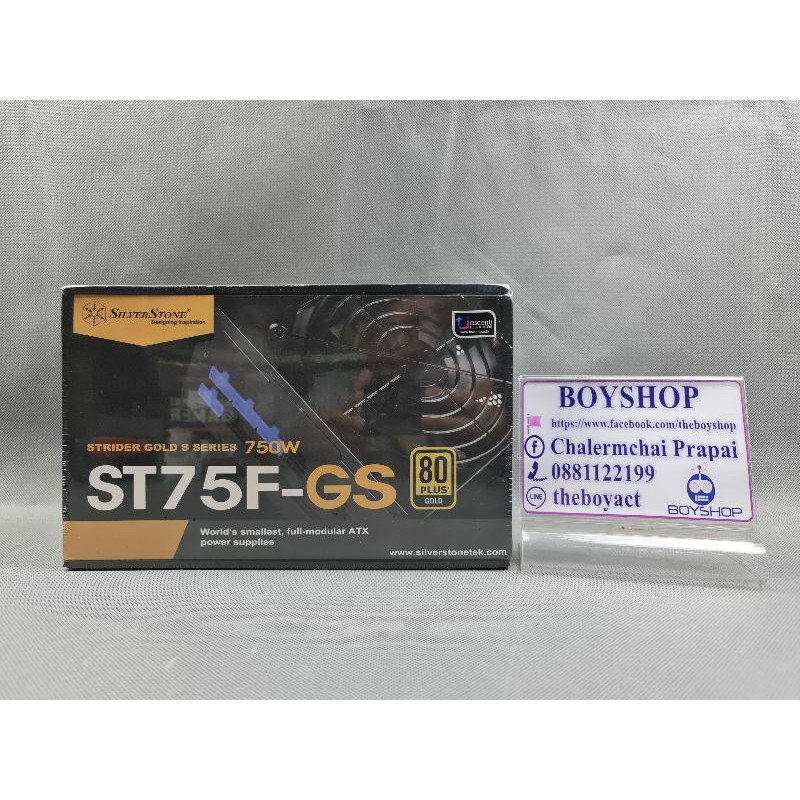 SILVERSTONE®
Designing Inspiration
STRIDER GOLD S SERIES 750W
ST75F-GS
80
PLUS
GOLD
World's smallest, full-modular ATX
power supplies
www.silverstonetek.com
BOYSHOP
https://www.facebook.com/theboyshop
Chalermchai Prapai
0881122199
LINE theboyact
BOYSHOP